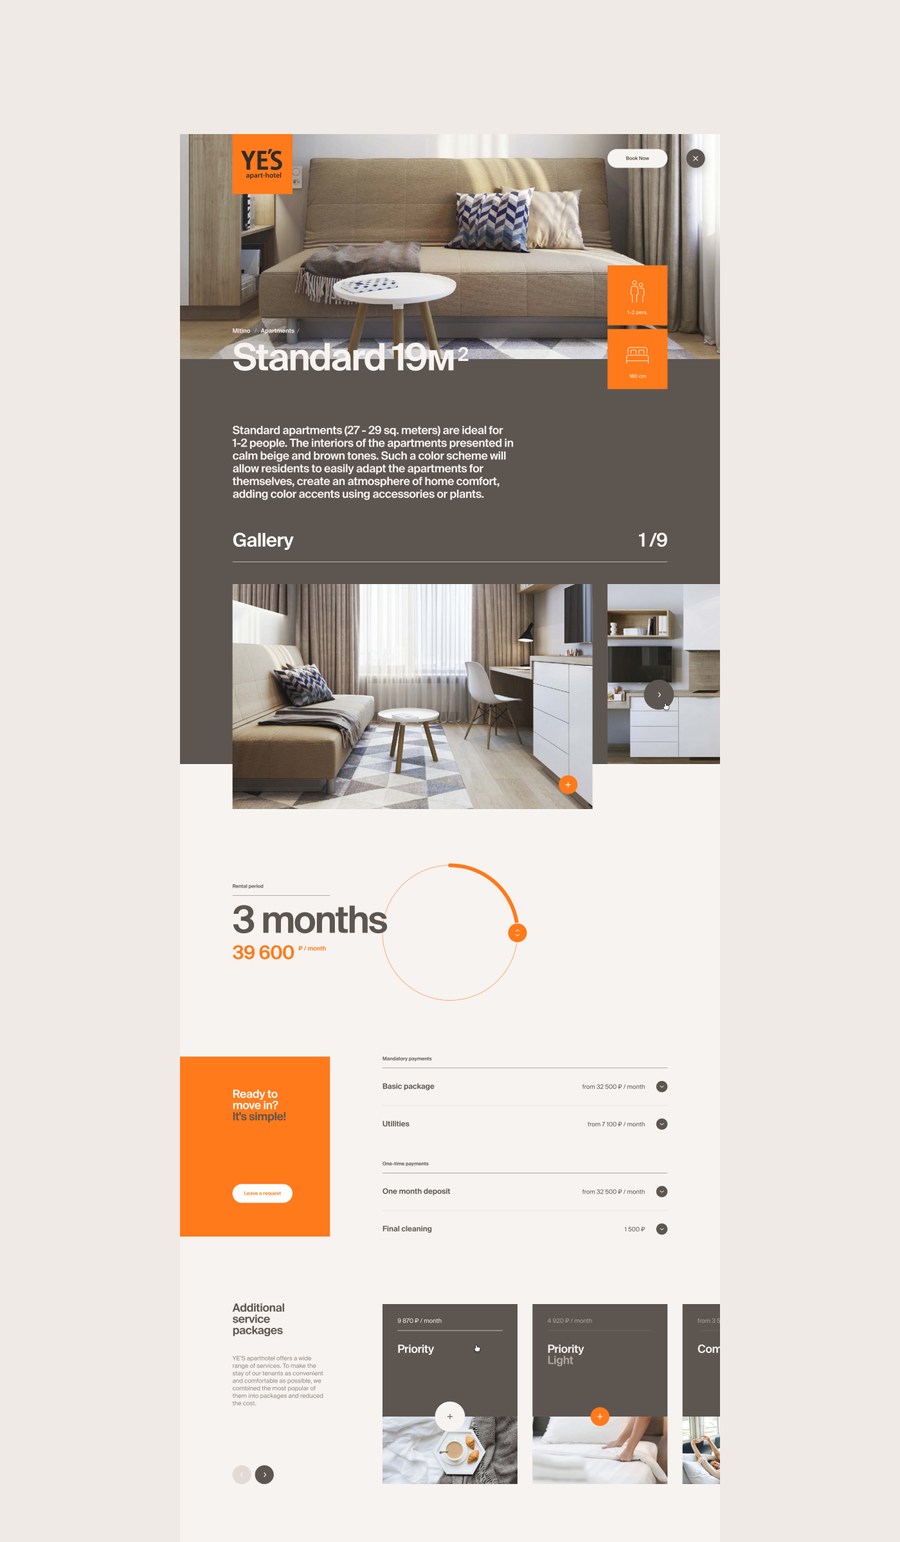 YE'S
apart-hotel
Book Now
1-2 pers.
Mitino / Apartments /
Standard 19м²
180 cm
Standard apartments (27 - 29 sq. meters) are ideal for
1-2 people. The interiors of the apartments presented in
calm beige and brown tones. Such a color scheme will
allow residents to easily adapt the apartments for
themselves, create an atmosphere of home comfort,
adding color accents using accessories or plants.
Gallery
1/9
Rental period
3 months
39 600 ₽ / month
Ready to
move in?
It's simple!
Leave a request
Mandatory payments
Basic package
from 32 500 ₽ / month
Utilities
from 7 100 ₽ / month
One-time payments
One month deposit
from 32 500 ₽ / month
Final cleaning
1 500 ₽
Additional
service
packages
YE'S aparthotel offers a wide
range of services. To make the
stay of our tenants as convenient
and comfortable as possible, we
combined the most popular of
them into packages and reduced
the cost.
9 870 ₽ / month
Priority
4 920 ₽ / month
Priority
Light
from 3
Com